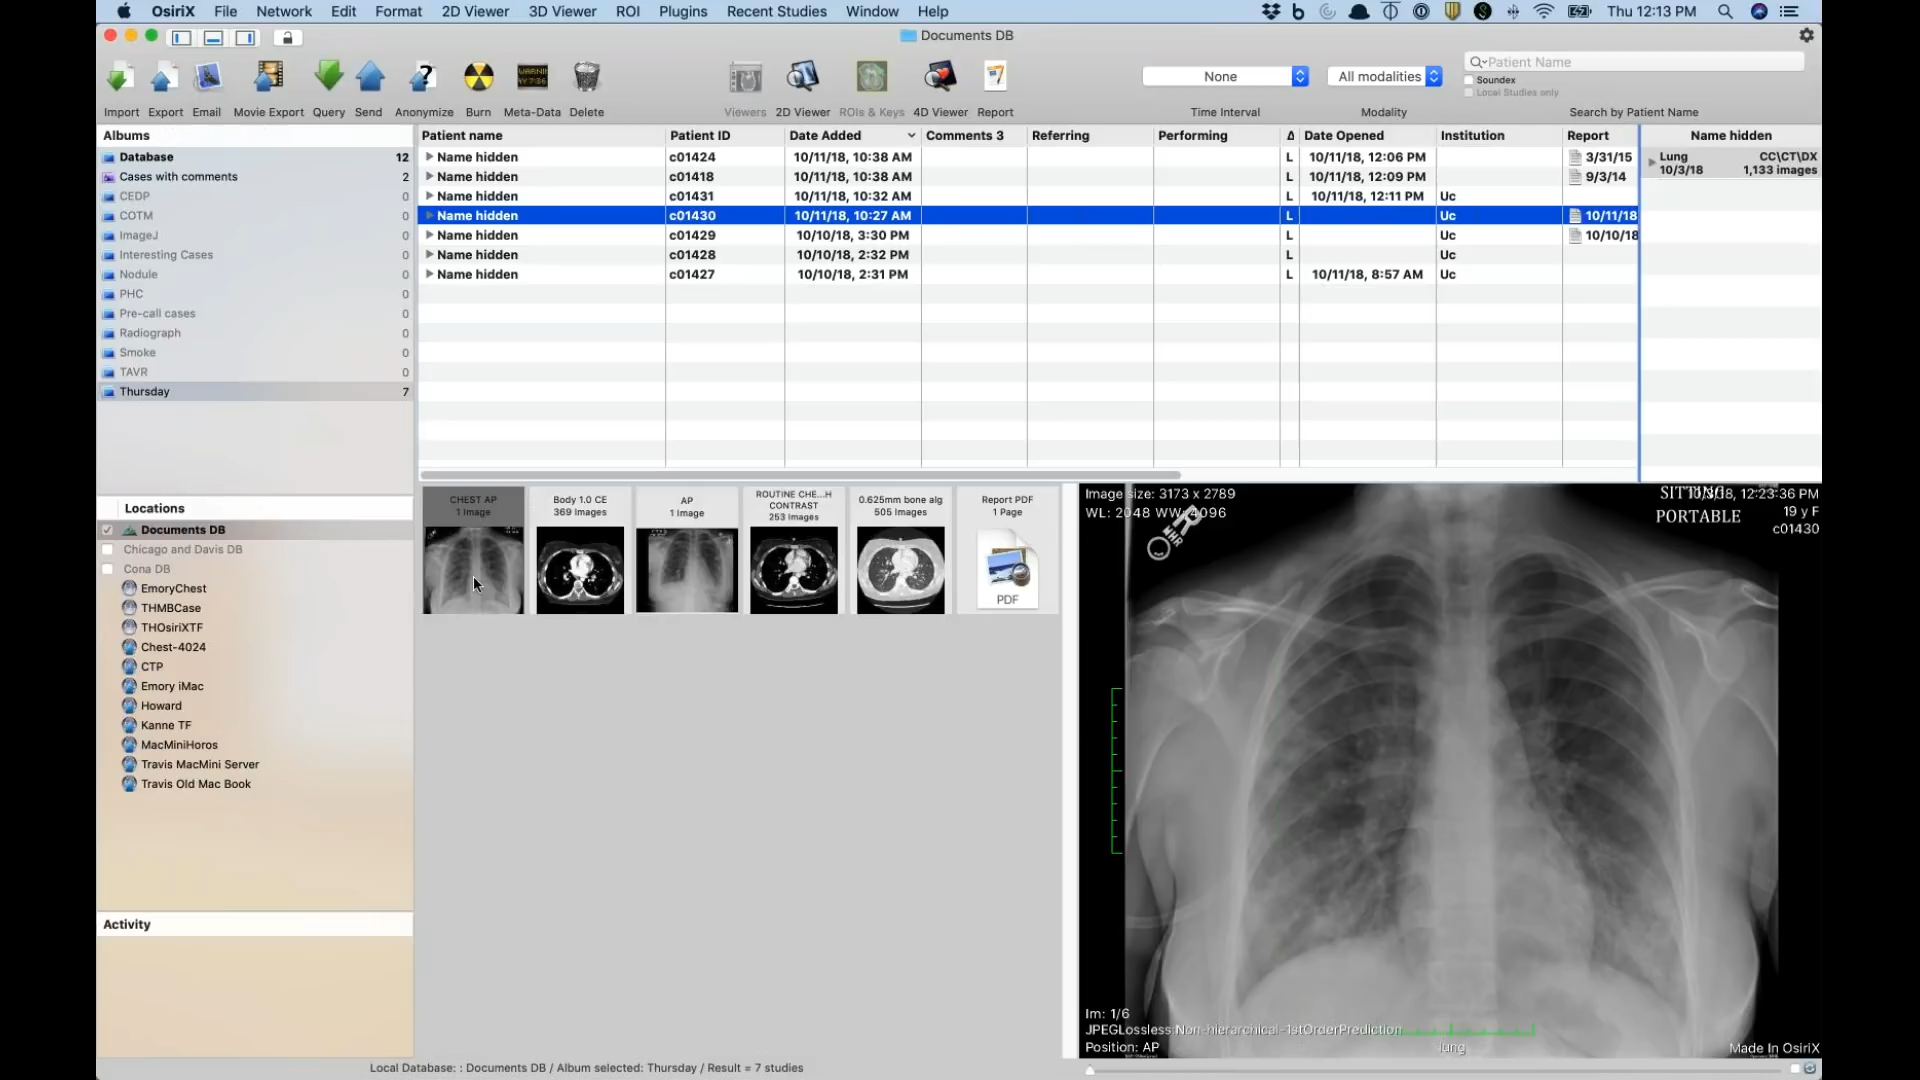 OsiriX File Network Edit Format 2D Viewer 3D Viewer ROI Plugins Recent Studies Window Help Thu 12:13 PM
Documents DB
Patient Name
Soundex
Local Studies only
None All modalities
Import Export Email Movie Export Query Send Anonymize Burn Meta-Data Delete Viewers 2D Viewer ROIs & Keys 4D Viewer Report Time Interval Modality Search by Patient Name
Albums
Database 12
Cases with comments 2
CEDP 0
COTM 0
ImageJ 0
Interesting Cases 0
Nodule 0
PHC 0
Pre-call cases 0
Radiograph 0
Smoke 0
TAVR 0
Thursday 7
Patient name Patient ID Date Added Comments 3 Referring Performing Date Opened Institution Report
Name hidden c01424 10/11/18, 10:38 AM L 10/11/18, 12:06 PM 3/31/15
Name hidden c01418 10/11/18, 10:38 AM L 10/11/18, 12:09 PM 9/3/14
Name hidden c01431 10/11/18, 10:32 AM L 10/11/18, 12:11 PM Uc
Name hidden c01430 10/11/18, 10:27 AM L Uc 10/11/18
Name hidden c01429 10/10/18, 3:30 PM L Uc 10/10/18
Name hidden c01428 10/10/18, 2:32 PM L Uc
Name hidden c01427 10/10/18, 2:31 PM L 10/11/18, 8:57 AM Uc
Name hidden
Lung CC\CT\DX
10/3/18 1,133 images
Locations
Documents DB
Chicago and Davis DB
Cona DB
EmoryChest
THMBCase
THOsiriXTF
Chest-4024
CTP
Emory iMac
Howard
Kanne TF
MacMiniHoros
Travis MacMini Server
Travis Old Mac Book
Activity
CHEST AP
1 Image
Body 1.0 CE
369 Images
AP
1 Image
ROUTINE CHE...H
CONTRAST
253 Images
0.625mm bone alg
505 Images
Report PDF
1 Page
PDF
Image size: 3173 x 2789
WL: 2048 WW: 4096
R
MHR
SITTING
12:23:36 PM
PORTABLE
19 y F
c01430
Im: 1/6
JPEGLossless:Non-hierarchical-1stOrderPrediction
Position: AP
lung
Made In OsiriX
Local Database: : Documents DB / Album selected: Thursday / Result = 7 studies